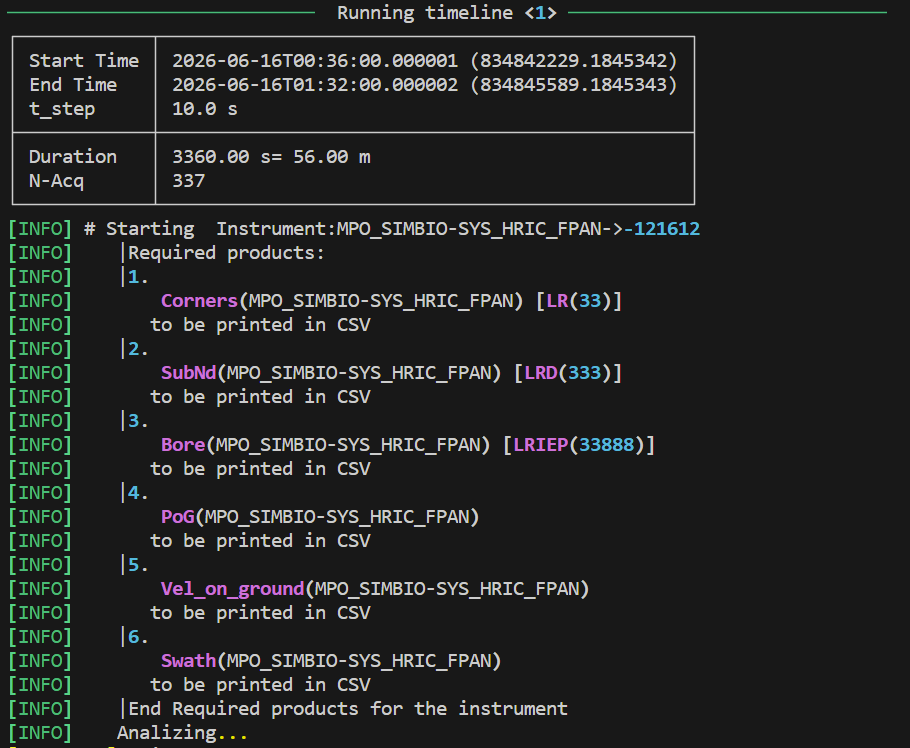 Running timeline <1>
Start Time 2026-06-16T00:36:00.000001 (834842229.1845342)
End Time 2026-06-16T01:32:00.000002 (834845589.1845343)
t_step 10.0 s
Duration 3360.00 s= 56.00 m
N-Acq 337
[INFO] # Starting  Instrument:MPO_SIMBIO-SYS_HRIC_FPAN->-121612
[INFO] |Required products:
[INFO] |1.
[INFO] Corners(MPO_SIMBIO-SYS_HRIC_FPAN) [LR(33)]
[INFO] to be printed in CSV
[INFO] |2.
[INFO] SubNd(MPO_SIMBIO-SYS_HRIC_FPAN) [LRD(333)]
[INFO] to be printed in CSV
[INFO] |3.
[INFO] Bore(MPO_SIMBIO-SYS_HRIC_FPAN) [LRIEP(33888)]
[INFO] to be printed in CSV
[INFO] |4.
[INFO] PoG(MPO_SIMBIO-SYS_HRIC_FPAN)
[INFO] to be printed in CSV
[INFO] |5.
[INFO] Vel_on_ground(MPO_SIMBIO-SYS_HRIC_FPAN)
[INFO] to be printed in CSV
[INFO] |6.
[INFO] Swath(MPO_SIMBIO-SYS_HRIC_FPAN)
[INFO] to be printed in CSV
[INFO] |End Required products for the instrument
[INFO] Analizing...